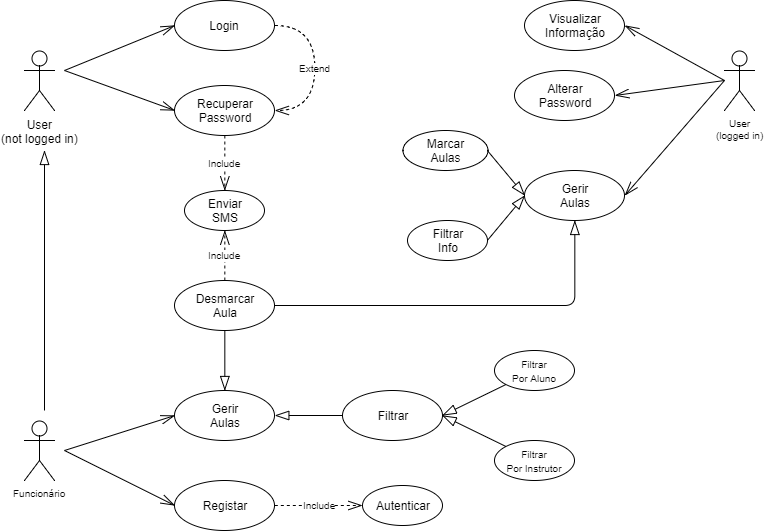 Login
Visualizar
Informação
Extend
Alterar
Password
Recuperar
Password
User
(not logged in)
User
(logged in)
Marcar
Aulas
Include
Gerir
Aulas
Enviar
SMS
Filtrar
Info
Include
Desmarcar
Aula
Filtrar
Por Aluno
Gerir
Aulas
Filtrar
Filtrar
Por Instrutor
Funcionário
Registar
Include
Autenticar